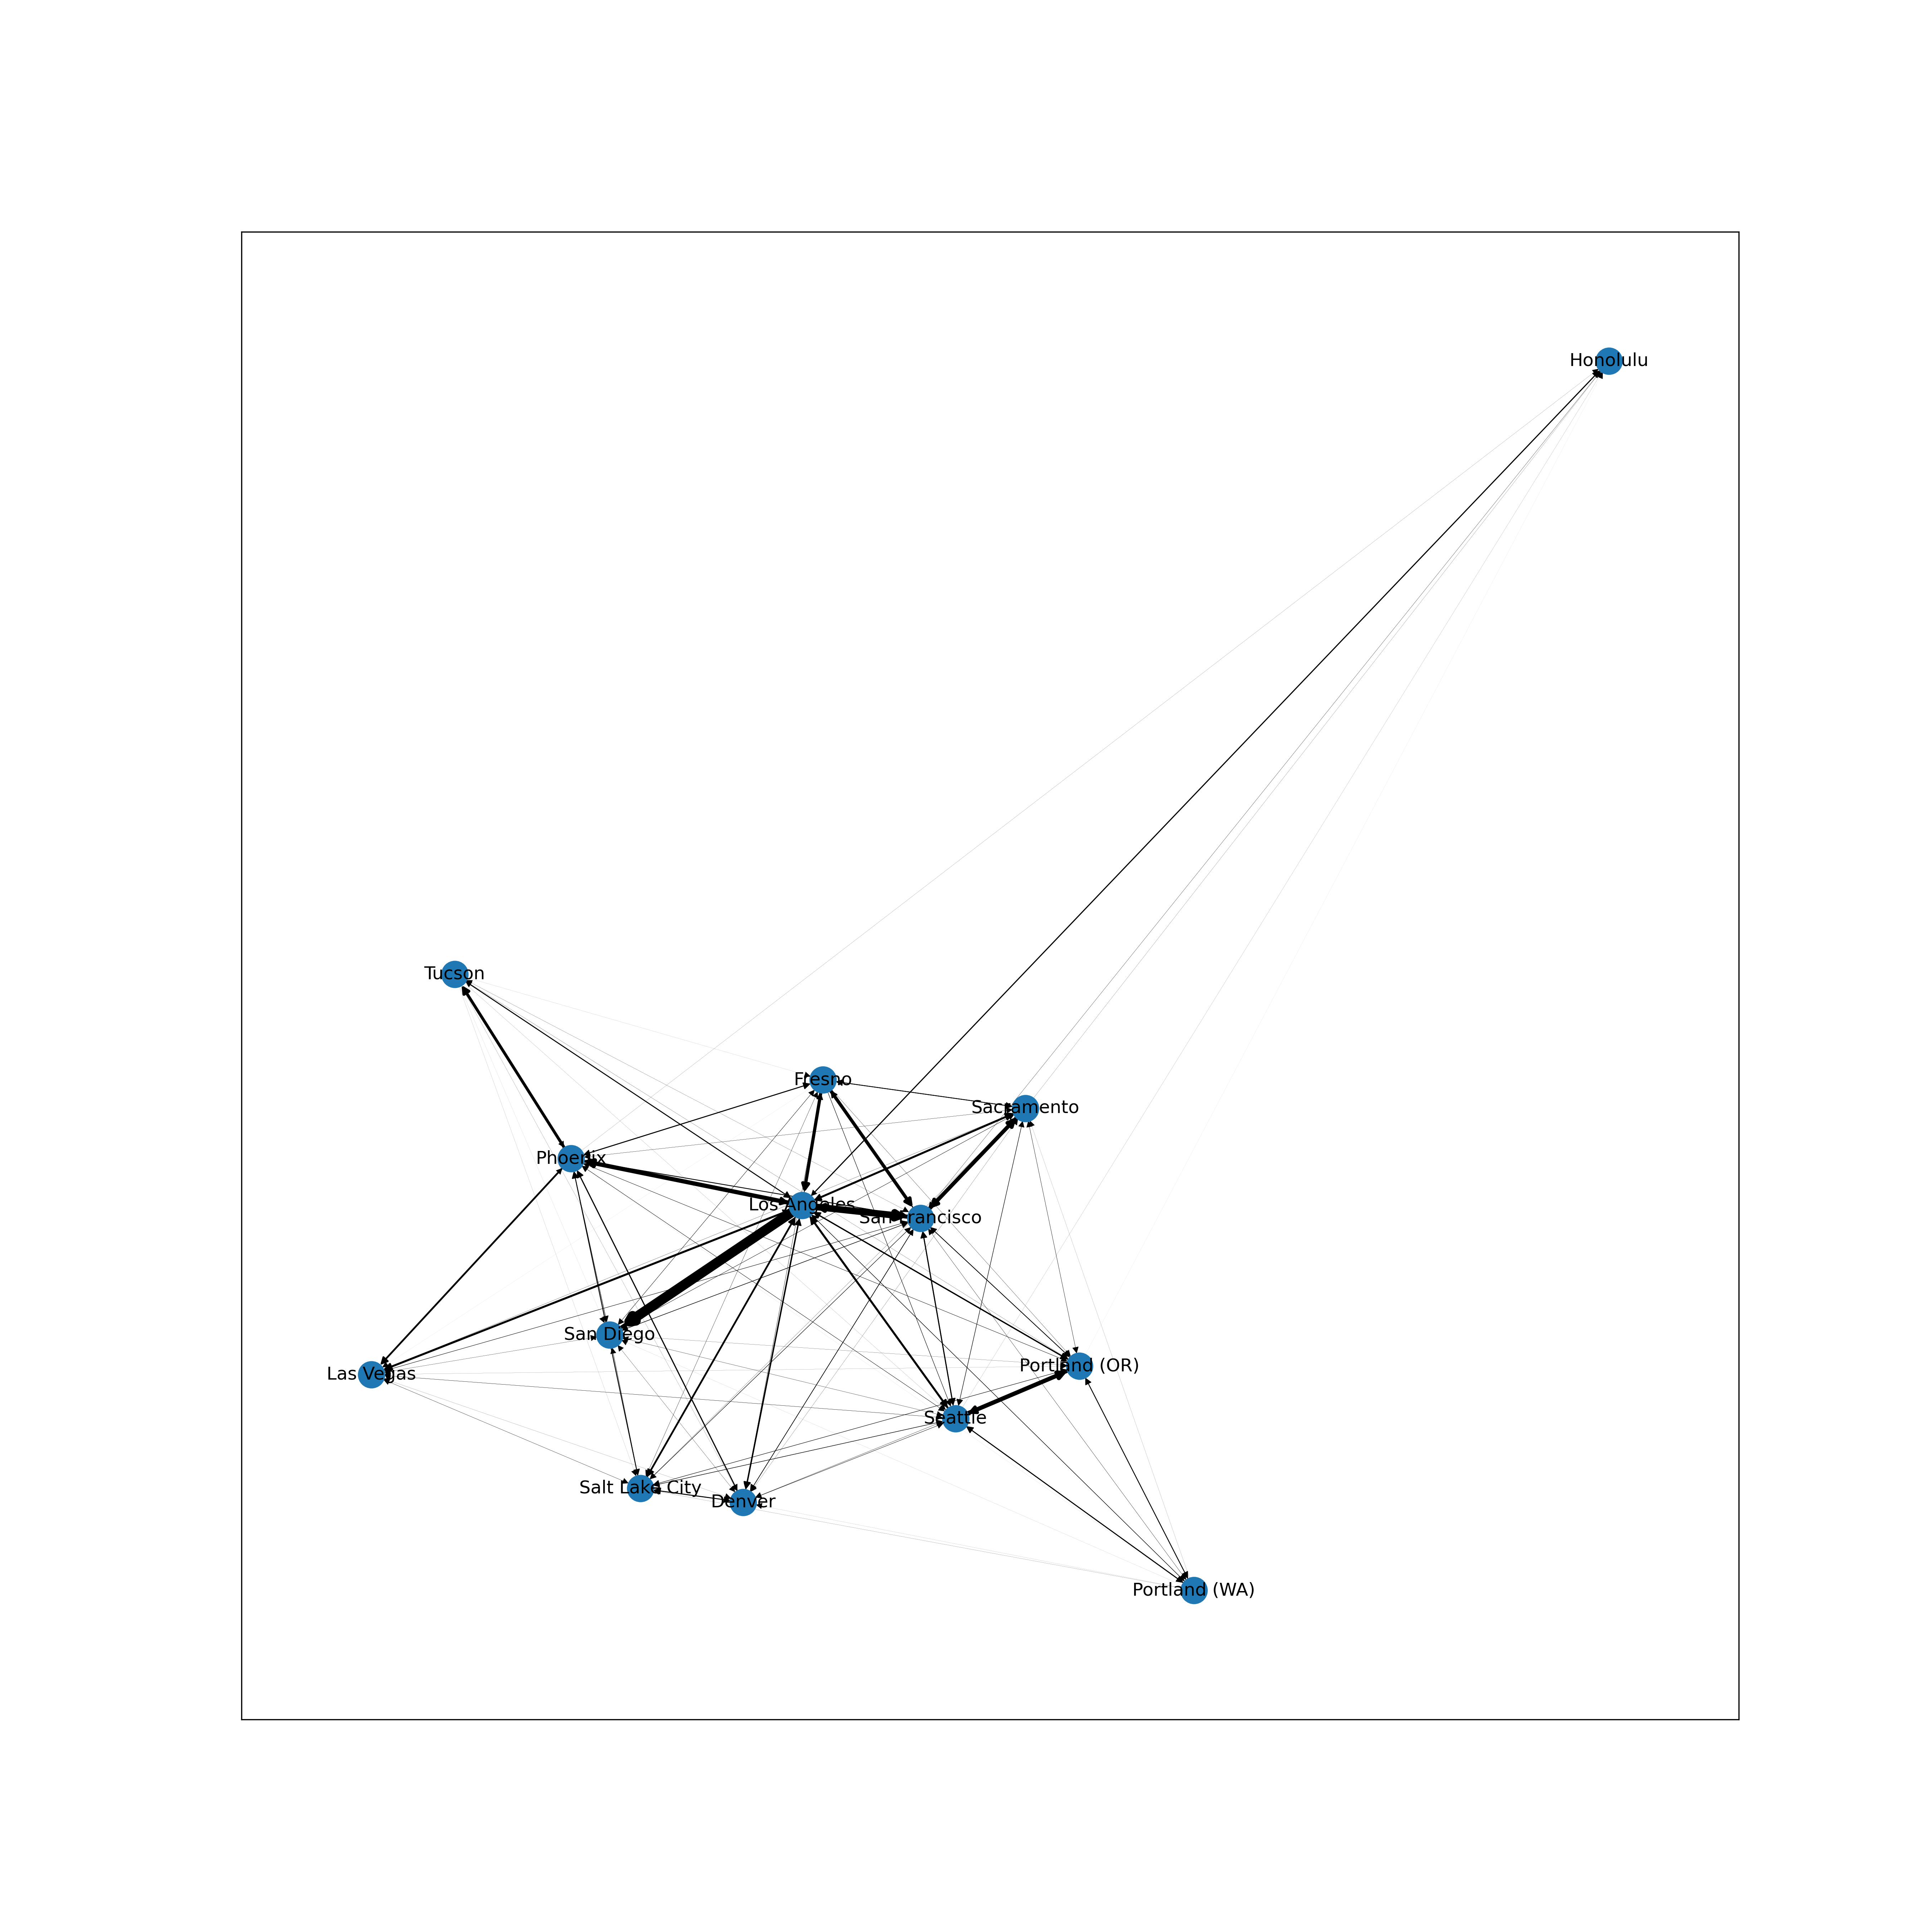 Honolulu
Tucson
Fresno
Sacramento
Phoenix
Los Angeles
San Francisco
San Diego
Portland (OR)
Las Vegas
Seattle
Salt Lake City
Denver
Portland (WA)